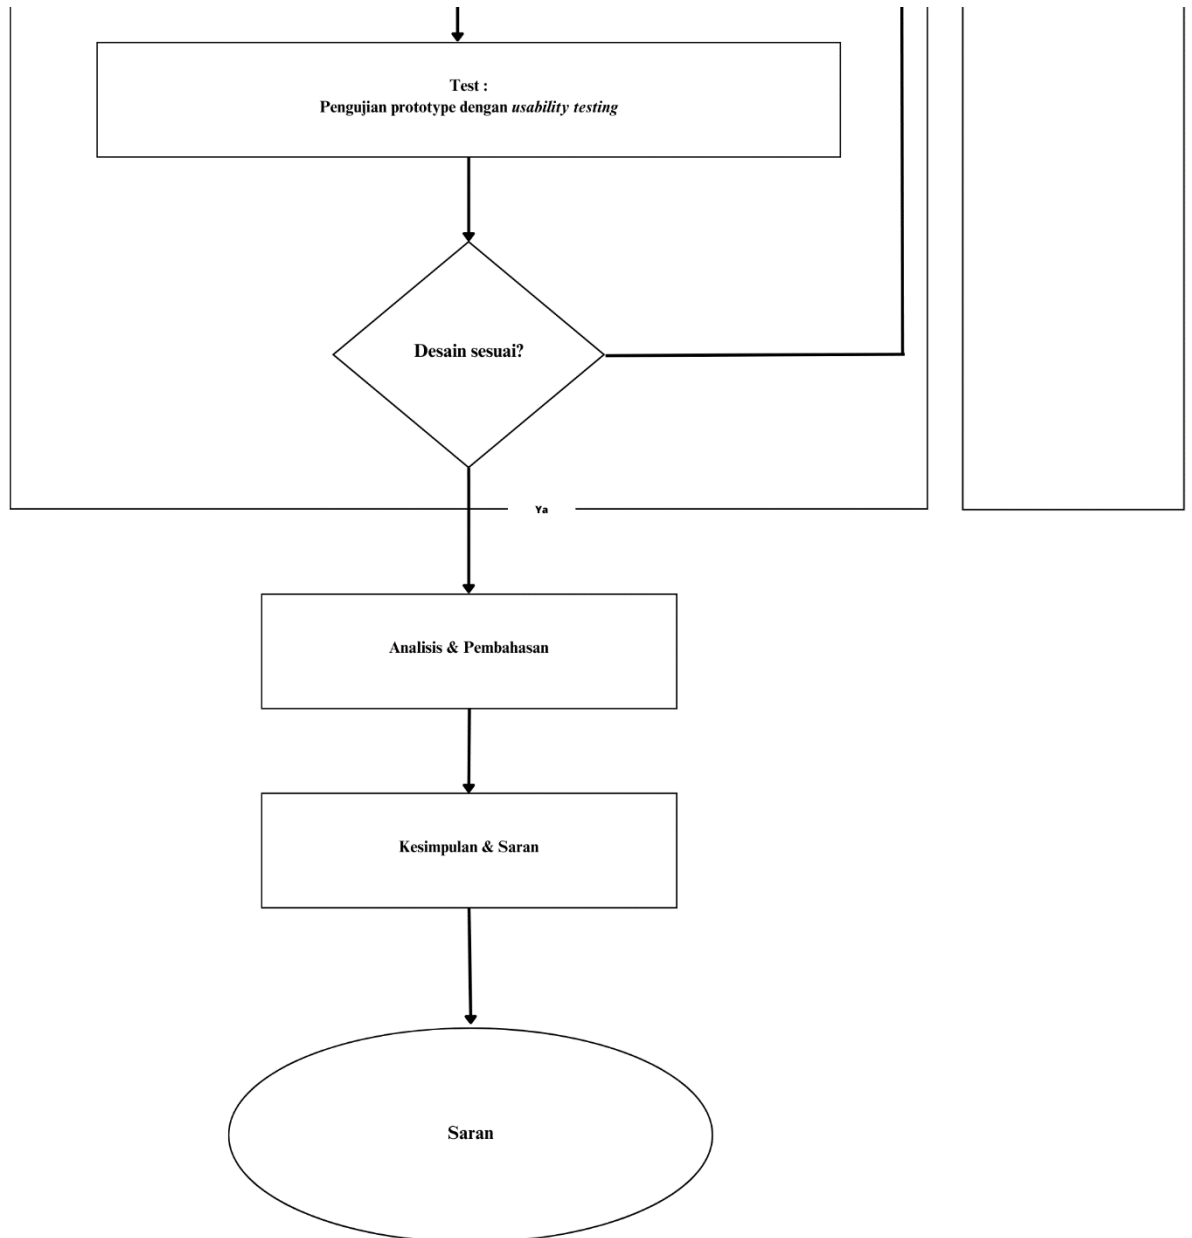 Test :
Pengujian prototype dengan usability testing
Desain sesuai?
Ya
Analisis & Pembahasan
Kesimpulan & Saran
Saran